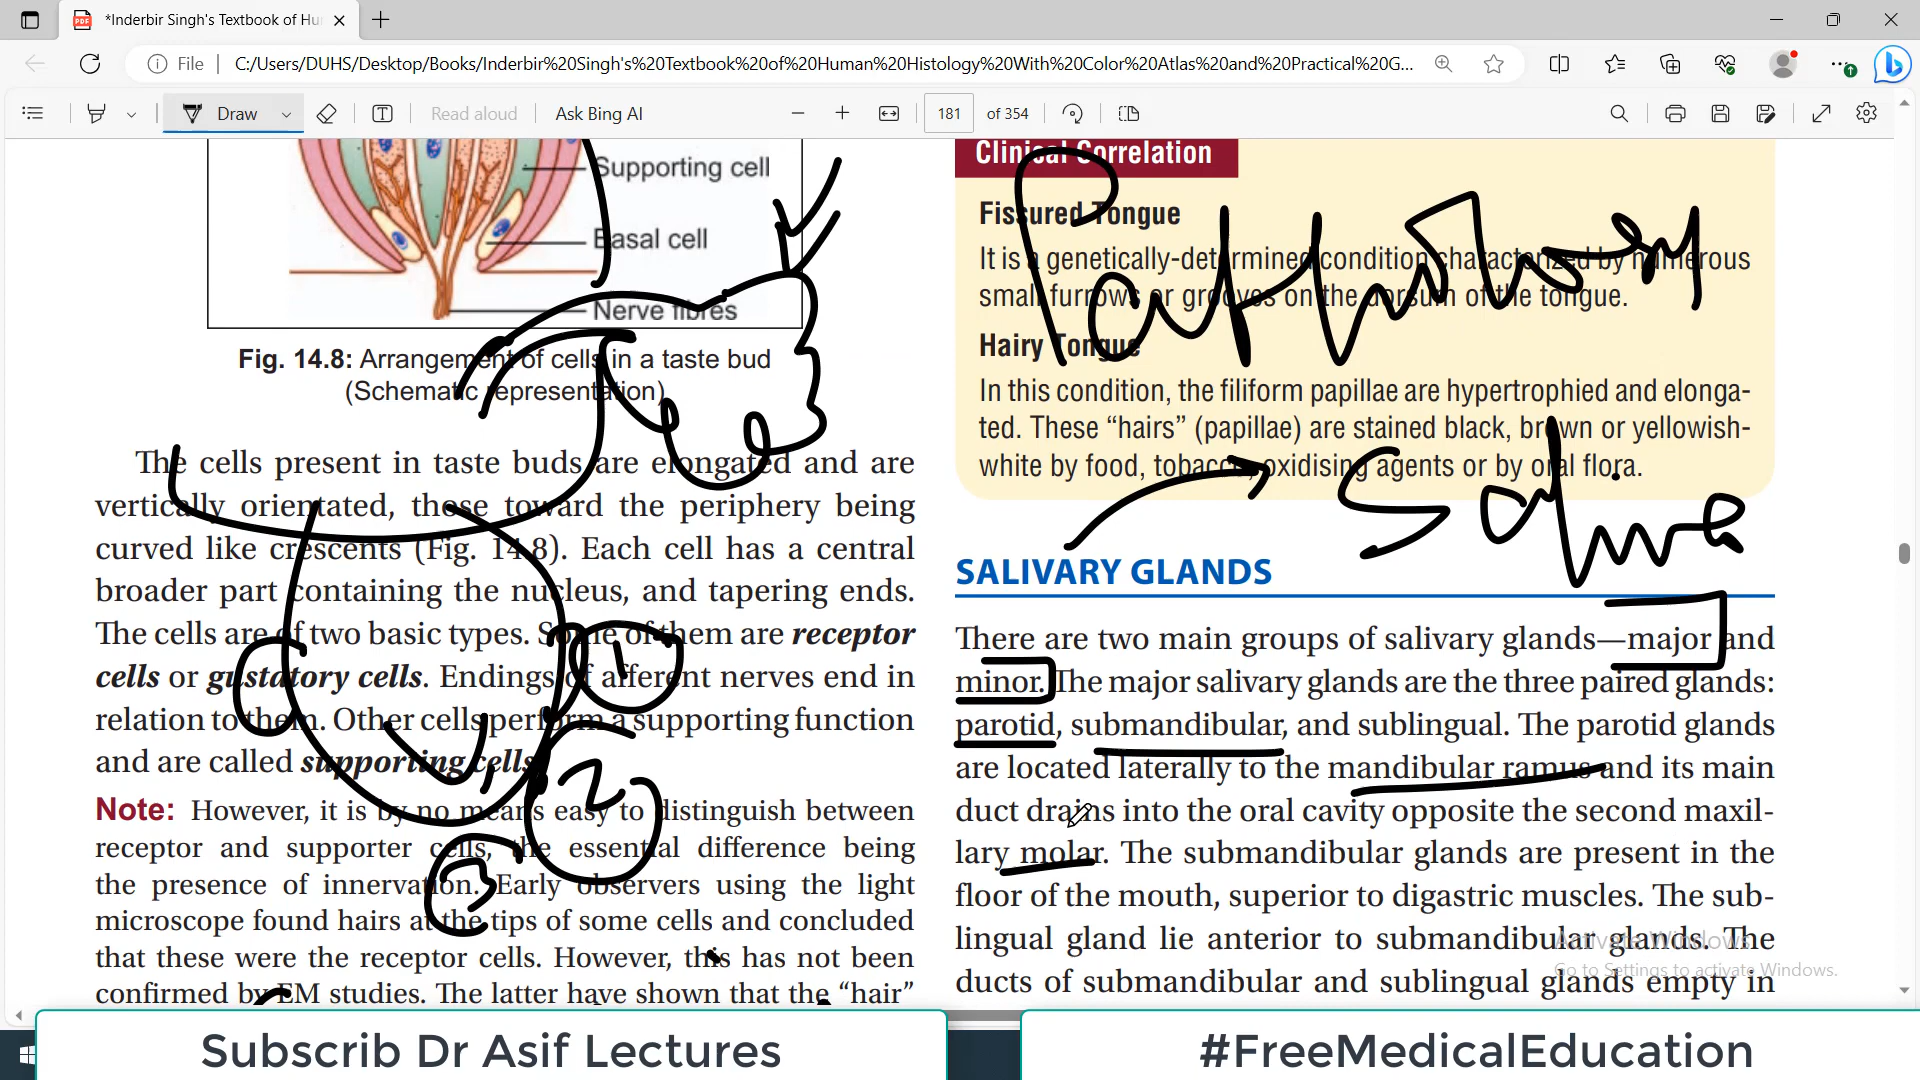 *Inderbir Singh's Textbook of Hu
File
C:/Users/DUHS/Desktop/Books/Inderbir%20Singh's%20Textbook%20of%20Human%20Histology%20With%20Color%20Atlas%20and%20Practical%20G...
Draw
Read aloud
Ask Bing AI
181
of 354
Supporting cell
Basal cell
Nerve fibres
Fig. 14.8: Arrangement of cells in a taste bud
(Schematic representation)
The cells present in taste buds are elongated and are
vertically orientated, those toward the periphery being
curved like crescents (Fig. 14.8). Each cell has a central
broader part containing the nucleus, and tapering ends.
The cells are of two basic types. Some of them are receptor
cells or gustatory cells. Endings of afferent nerves end in
relation to them. Other cells perform a supporting function
and are called supporting cells.
Note: However, it is by no means easy to distinguish between
receptor and supporter cells, the essential difference being
the presence of innervation. Early observers using the light
microscope found hairs at the tips of some cells and concluded
that these were the receptor cells. However, this has not been
confirmed by EM studies. The latter have shown that the “hair”
1
2
Clinical Correlation
Fissured Tongue
It is a genetically-determined condition characterized by numerous
small furrows or grooves on the dorsum of the tongue.
Hairy Tongue
In this condition, the filiform papillae are hypertrophied and elonga-
ted. These “hairs” (papillae) are stained black, brown or yellowish-
white by food, tobacco, oxidising agents or by oral flora.
SALIVARY GLANDS
There are two main groups of salivary glands—major and
minor. The major salivary glands are the three paired glands:
parotid, submandibular, and sublingual. The parotid glands
are located laterally to the mandibular ramus and its main
duct drains into the oral cavity opposite the second maxil-
lary molar. The submandibular glands are present in the
floor of the mouth, superior to digastric muscles. The sub-
lingual gland lie anterior to submandibular glands. The
ducts of submandibular and sublingual glands empty in
Activate Windows
Go to Settings to activate Windows.
Subscrib Dr Asif Lectures
#FreeMedicalEducation